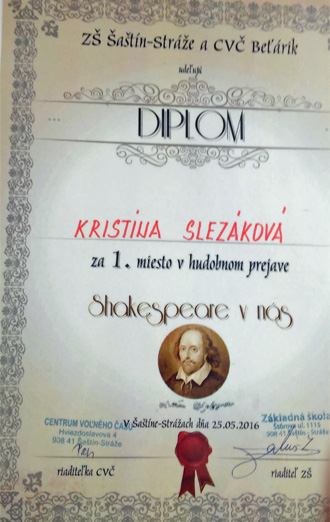 ZŠ Šaštín-Stráže a CVČ Beťárik
udeľujú
DIPLOM
KRISTÍNA SLEZÁKOVÁ
za 1. miesto v hudobnom prejave
Shakespeare v nás
CENTRUM VOĽNÉHO ČASU
Hviezdoslavova 4
908 41 Šaštín-Stráže
V Šaštíne-Strážach dňa 25.05.2016
Základná škola
ul. 1115
908 41 Šaštín - Stráže
riaditeľka CVČ
riaditeľ ZŠ